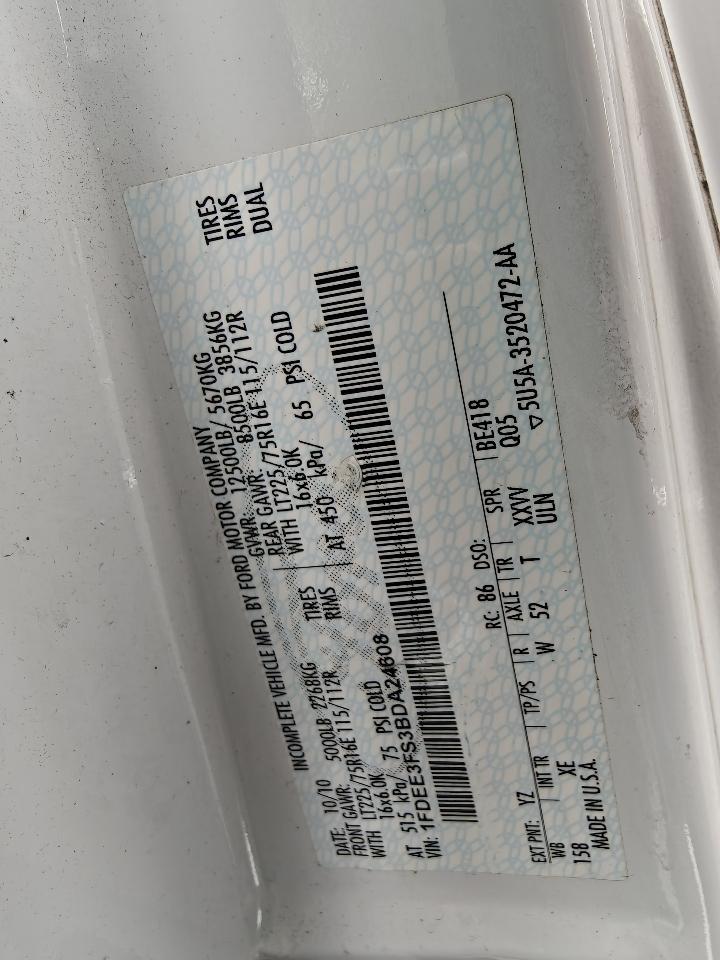 INCOMPLETE VEHICLE MFD. BY FORD MOTOR COMPANY
DATE: 10/10 GVWR: 12500LB/ 5670KG
FRONT GAWR: 5000LB 2268KG REAR GAWR: 8500LB 3856KG
WITH LT225/75R16E 115/112R TIRES WITH LT225/75R16E 115/112R TIRES
16x6.0K RIMS 16x6.0K RIMS
AT 515 kPa/ 75 PSI COLD AT 450 kPa/ 65 PSI COLD DUAL
VIN: 1FDEE3FS3BDA24608
EXT PNT: YZ RC: 86 DSO:
WB INT TR TP/PS R AXLE TR SPR BE418
158 XE W 52 T XXVV Q05
MADE IN U.S.A. ULN ▽5U5A-3520472-AA